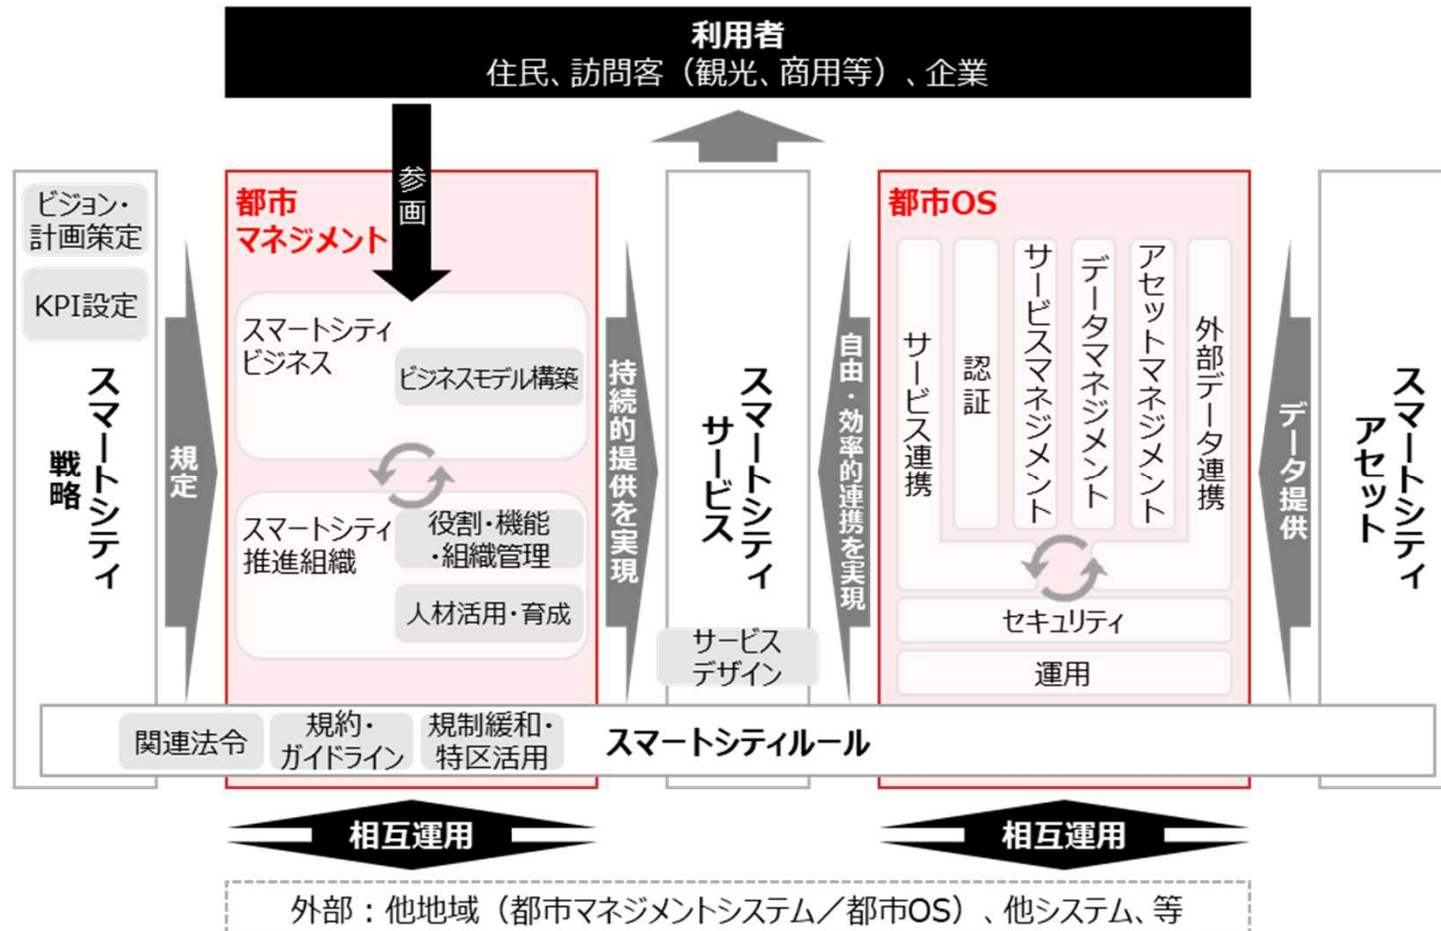 利用者
住民、訪問客（観光、商用等）、企業
参画
ビジョン・
計画策定
KPI設定
スマートシティ
戦略
規定
都市
マネジメント
スマートシティ
ビジネス
ビジネスモデル構築
スマートシティ
推進組織
役割・機能
・組織管理
人材活用・育成
持続的提供を実現
スマートシティ
サービス
サービス
デザイン
自由・効率的連携を実現
都市OS
サービス連携
認証
サービスマネジメント
データマネジメント
アセットマネジメント
外部データ連携
セキュリティ
運用
データ提供
スマートシティ
アセット
関連法令
規約・
ガイドライン
規制緩和・
特区活用
スマートシティルール
相互運用
相互運用
外部：他地域（都市マネジメントシステム／都市OS）、他システム、等